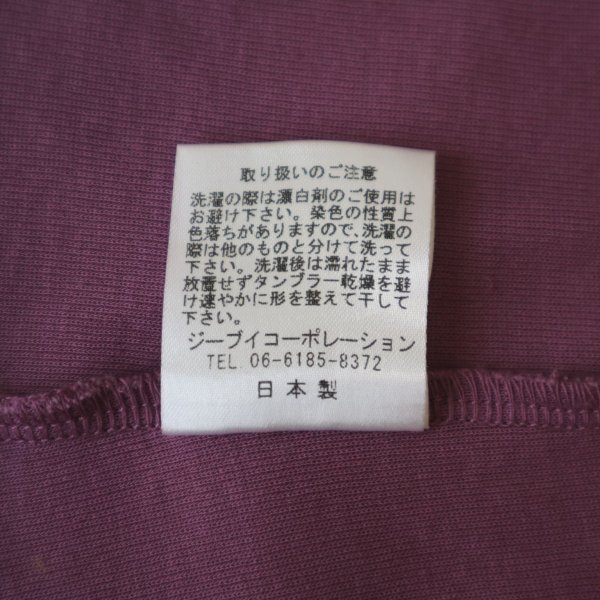 取り扱いのご注意
洗濯の際は漂白剤のご使用は
お避け下さい。染色の性質上
色落ちがありますので、洗濯の
際は他のものと分けて洗って
下さい。洗濯後は濡れたまま
放置せずタンブラー乾燥を避
け速やかに形を整えて干して
下さい。
ジーブイコーポレーション
TEL. 06-6185-8372
日本製